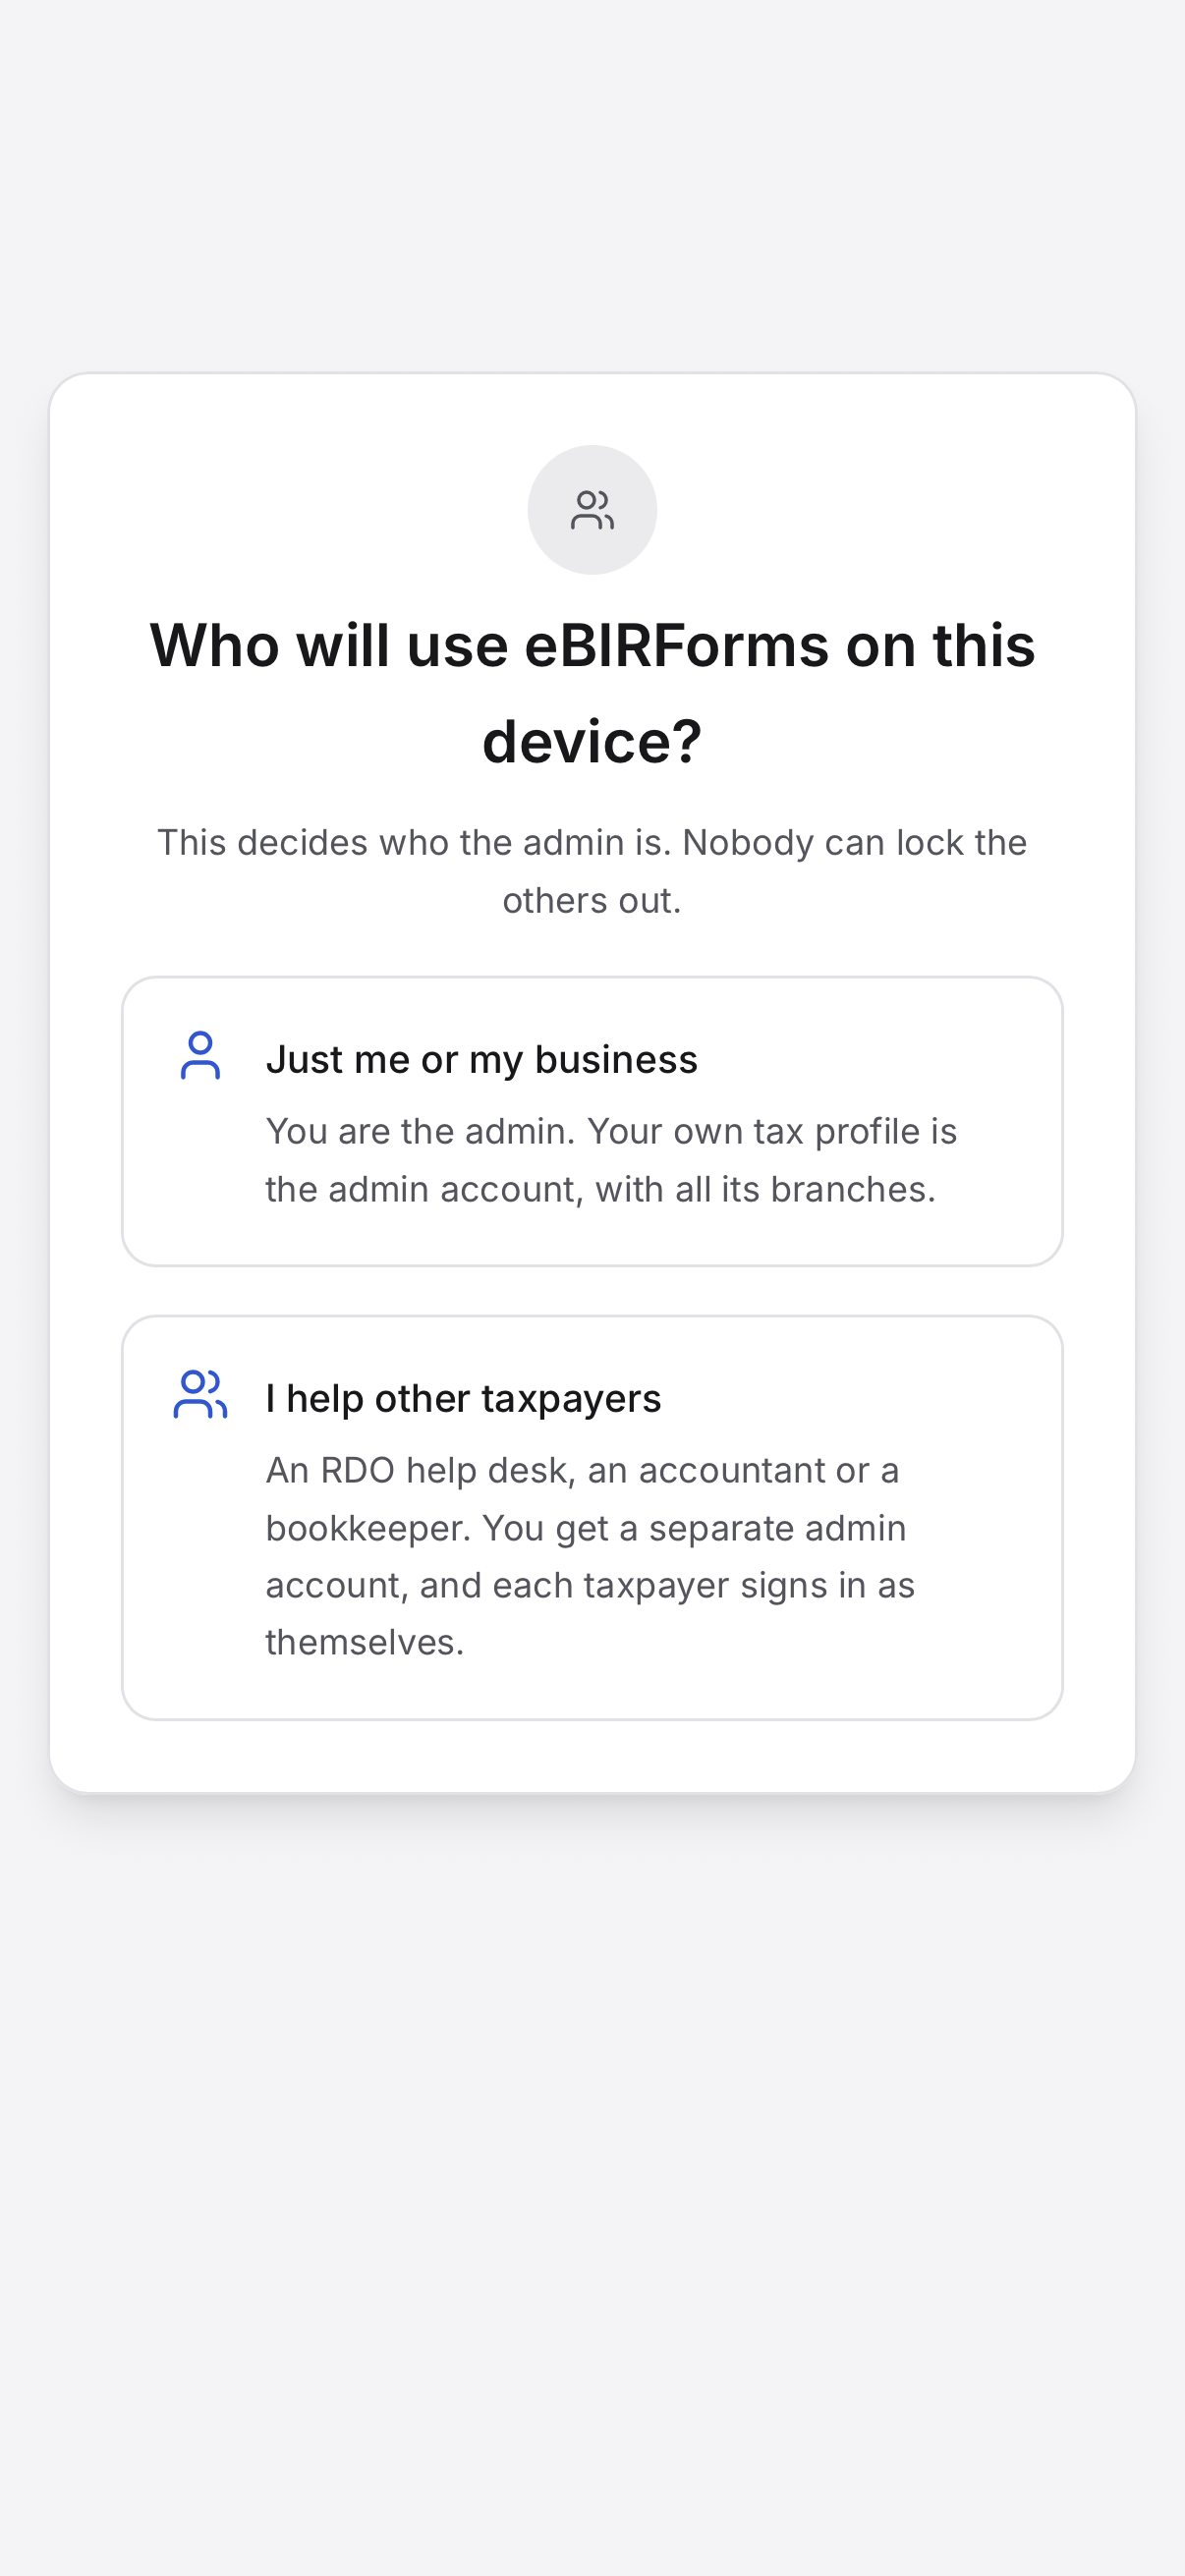 Who will use eBIRForms on this
device?
This decides who the admin is. Nobody can lock the
others out.
Just me or my business
You are the admin. Your own tax profile is
the admin account, with all its branches.
I help other taxpayers
An RDO help desk, an accountant or a
bookkeeper. You get a separate admin
account, and each taxpayer signs in as
themselves.